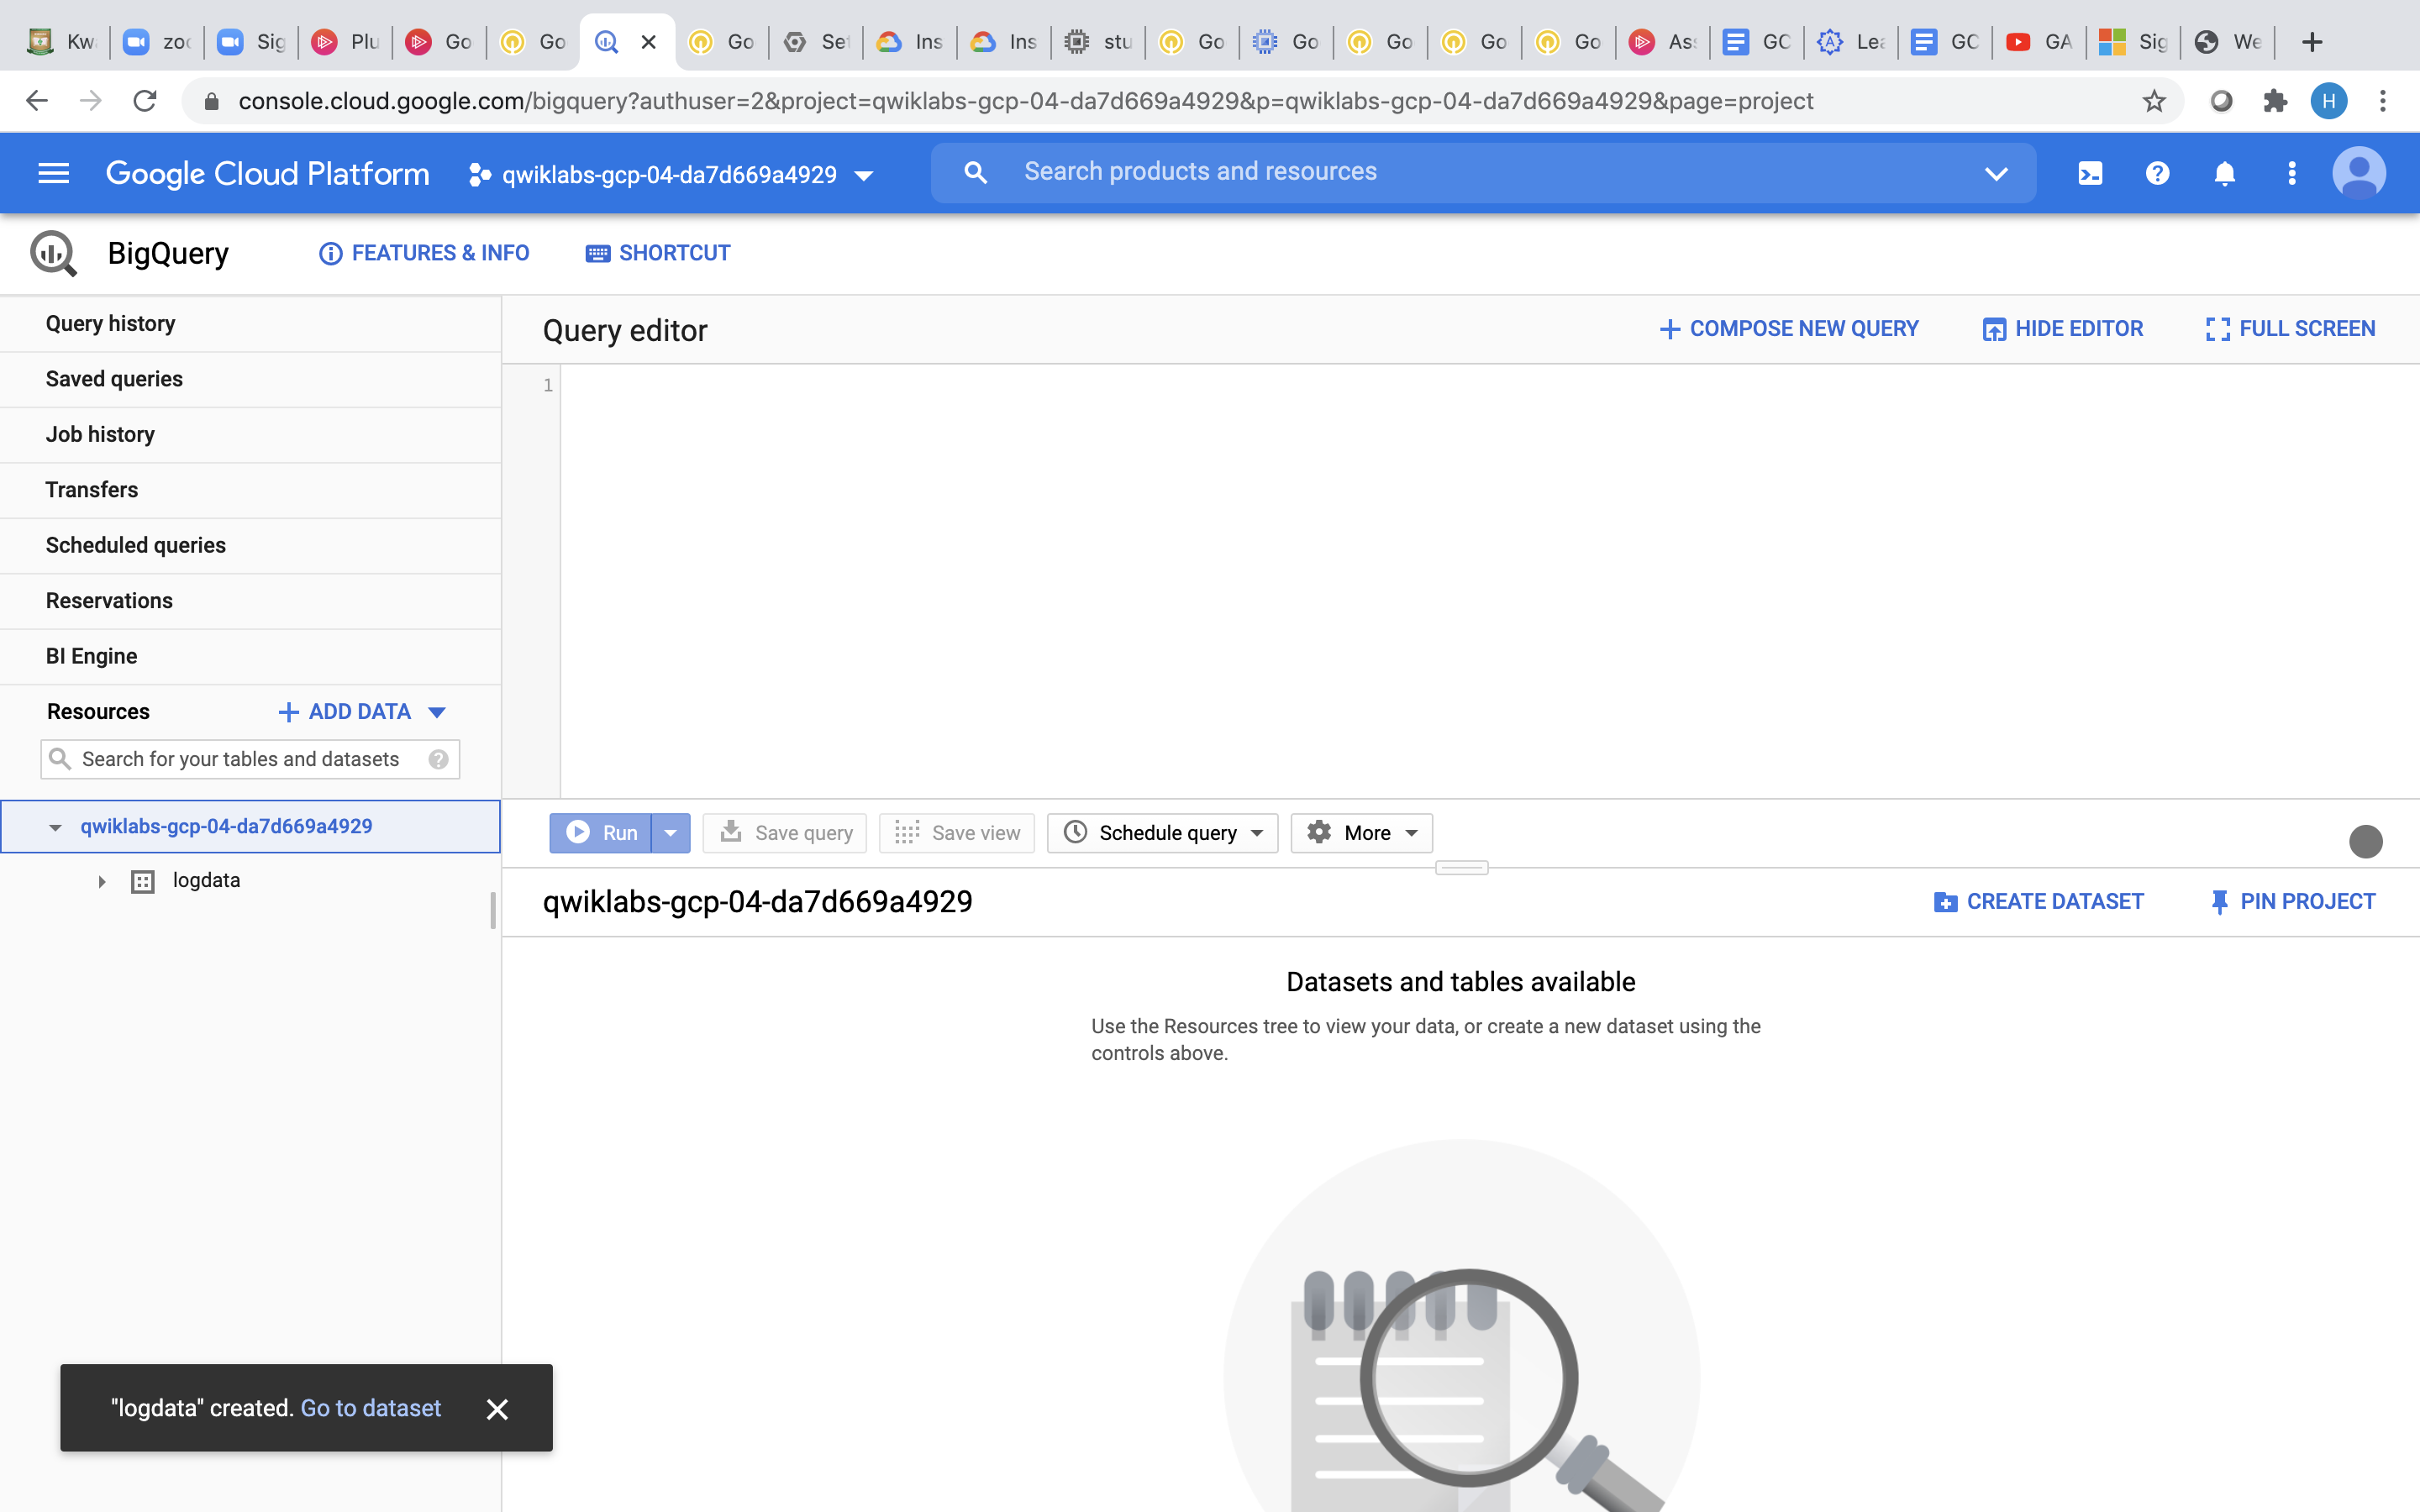 Kw zoo Sig Plu Go Go Go Set Ins Ins stu Go Go Go Go Go Ass GC Lea GC GA Sig We
console.cloud.google.com/bigquery?authuser=2&project=qwiklabs-gcp-04-da7d669a4929&p=qwiklabs-gcp-04-da7d669a4929&page=project
H
Google Cloud Platform
qwiklabs-gcp-04-da7d669a4929
Search products and resources
BigQuery
FEATURES & INFO
SHORTCUT
Query history
Saved queries
Job history
Transfers
Scheduled queries
Reservations
BI Engine
Resources
ADD DATA
Search for your tables and datasets
qwiklabs-gcp-04-da7d669a4929
logdata
Query editor
COMPOSE NEW QUERY
HIDE EDITOR
FULL SCREEN
1
Run
Save query
Save view
Schedule query
More
qwiklabs-gcp-04-da7d669a4929
CREATE DATASET
PIN PROJECT
Datasets and tables available
Use the Resources tree to view your data, or create a new dataset using the
controls above.
"logdata" created. Go to dataset